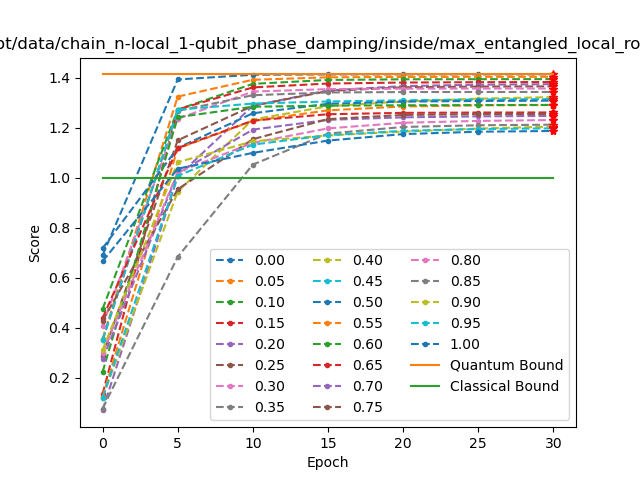 ot/data/chain_n-local_1-qubit_phase_damping/inside/max_entangled_local_ro
Score
1.4
1.2
1.0
0.8
0.6
0.4
0.2
0.00 0.40 0.80
0.05 0.45 0.85
0.10 0.50 0.90
0.15 0.55 0.95
0.20 0.60 1.00
0.25 0.65 Quantum Bound
0.30 0.70 Classical Bound
0.35 0.75
0 5 10 15 20 25 30
Epoch